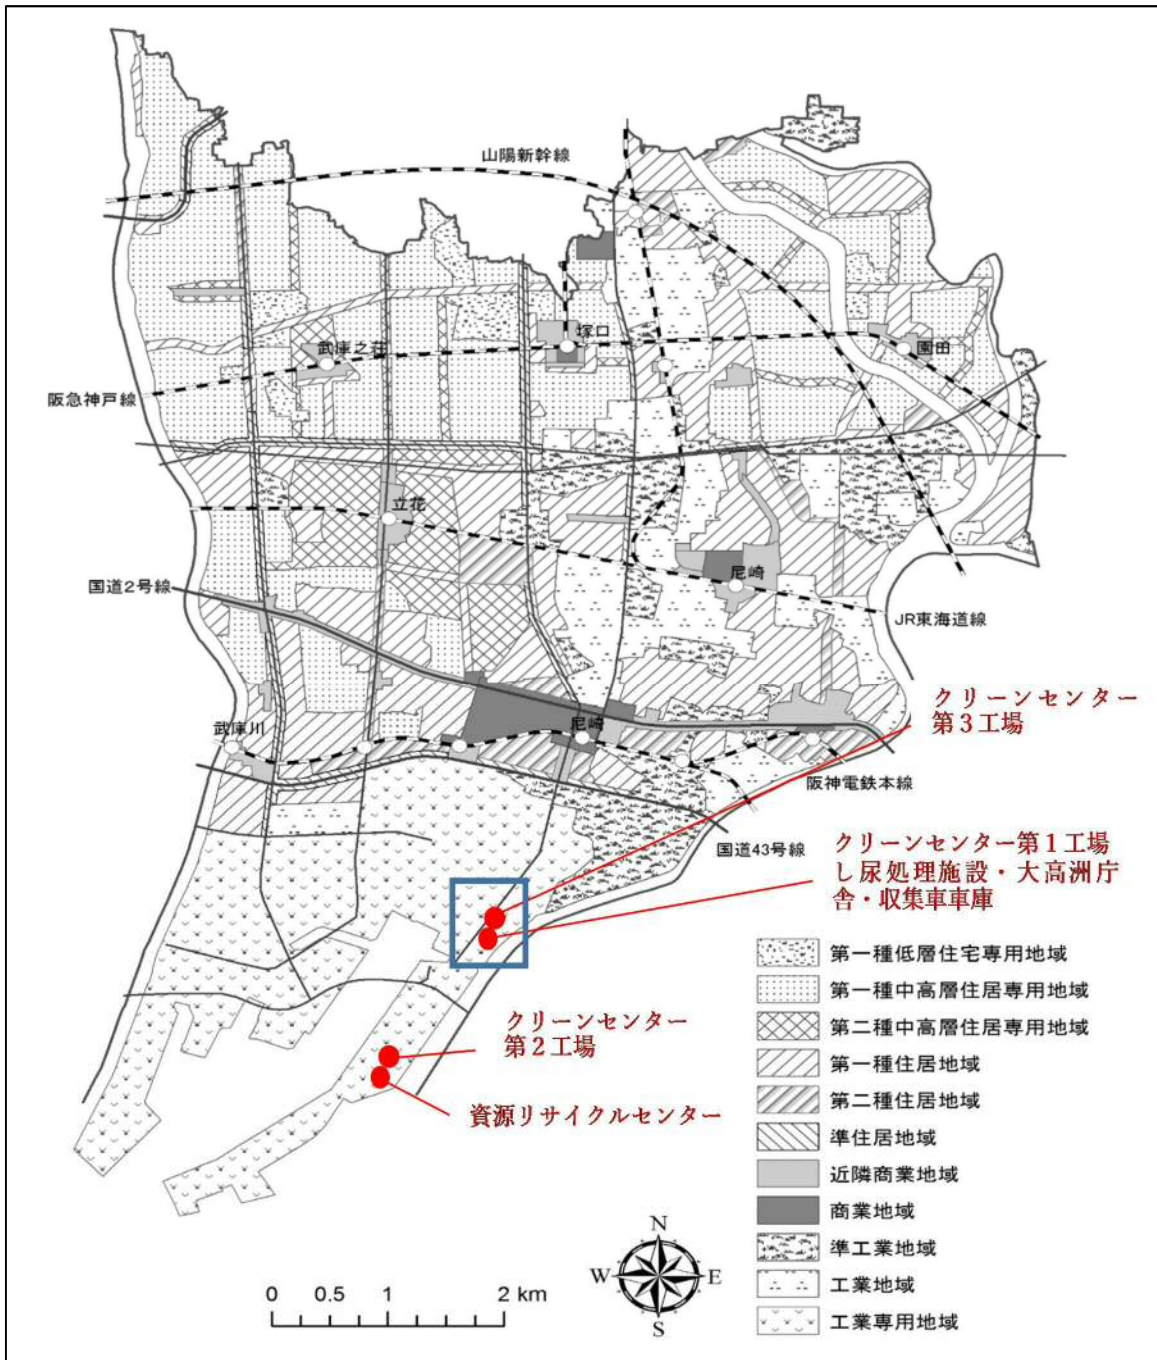 山陽新幹線
塚口
武庫之荘
園田
阪急神戸線
立花
国道2号線
尼崎
JR東海道線
クリーンセンター
第3工場
武庫川
尼崎
阪神電鉄本線
国道43号線
クリーンセンター第1工場
し尿処理施設・大高洲庁
舎・収集車車庫
クリーンセンター
第2工場
資源リサイクルセンター
第一種低層住宅専用地域
第一種中高層住居専用地域
第二種中高層住居専用地域
第一種住居地域
第二種住居地域
準住居地域
近隣商業地域
商業地域
準工業地域
工業地域
工業専用地域
N
W E
S
0 0.5 1 2 km